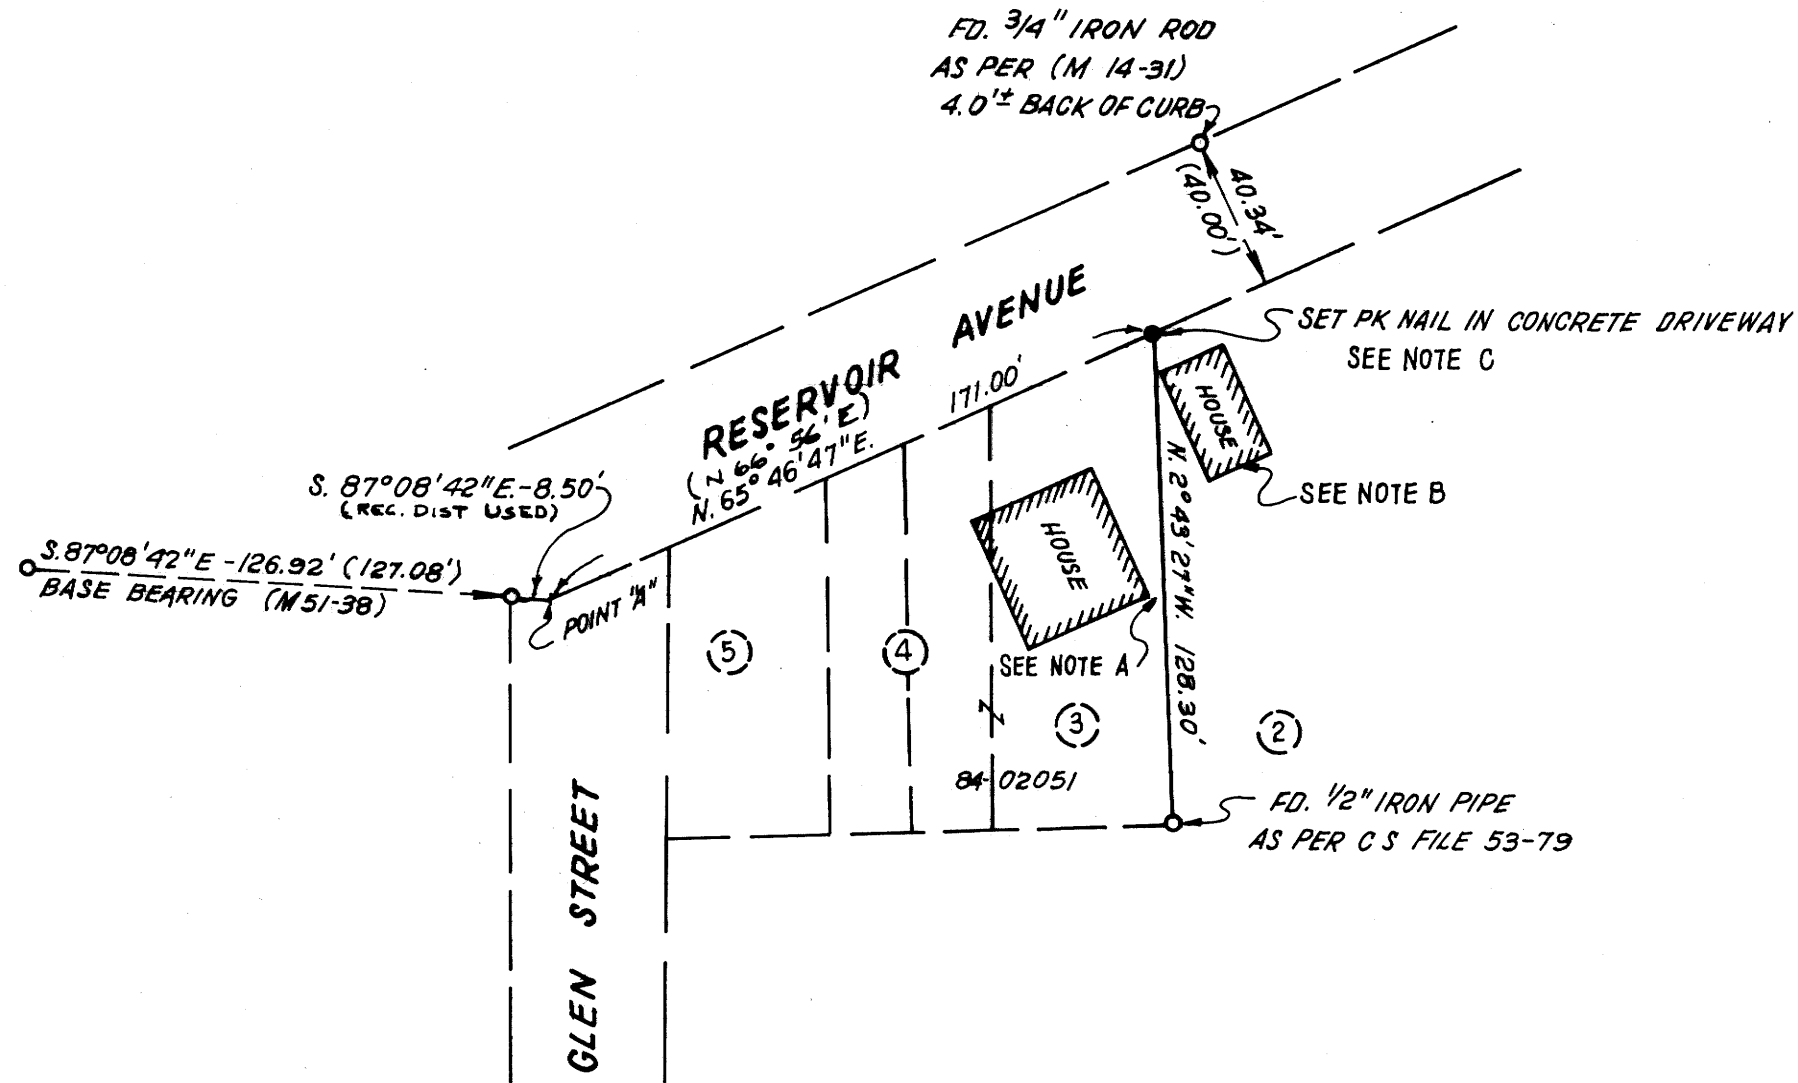 FD. 3/4" IRON ROD
AS PER (M 14-31)
4.0'± BACK OF CURB
40.34'
(40.00')
RESERVOIR AVENUE
(N 66° 56' E)
N. 65° 46' 47" E.
171.00'
SET PK NAIL IN CONCRETE DRIVEWAY
SEE NOTE C
HOUSE
SEE NOTE B
S. 87°08'42"E.-8.50'
(REC. DIST USED)
S. 87°08'42"E -126.92' (127.08')
BASE BEARING (M51-38)
POINT "A"
HOUSE
SEE NOTE A
N. 2° 43' 27" W. 128.30'
5
4
3
2
Z
84-02051
FD. 1/2" IRON PIPE
AS PER C S FILE 53-79
GLEN STREET